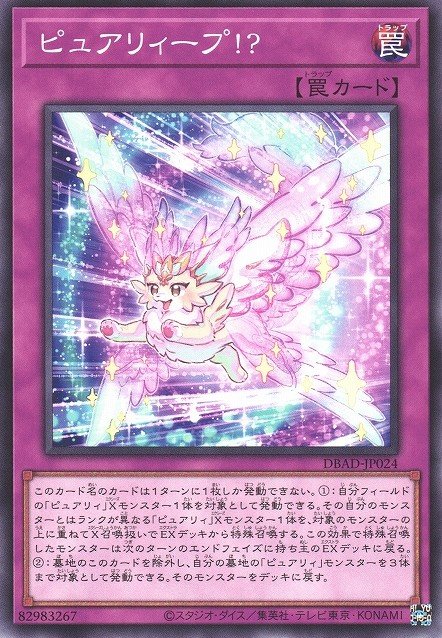 ピュアリィープ!?
罠
トラップ
【罠カード】
トラップ
DBAD-JP024
このカード名のカードは1ターンに1枚しか発動できない。①:自分フィールド
の「ピュアリィ」Xモンスター1体を対象として発動できる。その自分のモンス
ターとはランクが異なる「ピュアリィ」Xモンスター1体を、対象のモンスター
の上に重ねてX召喚扱いでEXデッキから特殊召喚する。この効果で特殊召喚
したモンスターは次のターンのエンドフェイズに持ち主のEXデッキに戻る。
②:墓地のこのカードを除外し、自分の墓地の「ピュアリィ」モンスターを3体
まで対象として発動できる。そのモンスターをデッキに戻す。
82983267
©スタジオ・ダイス/集英社・テレビ東京・KONAMI